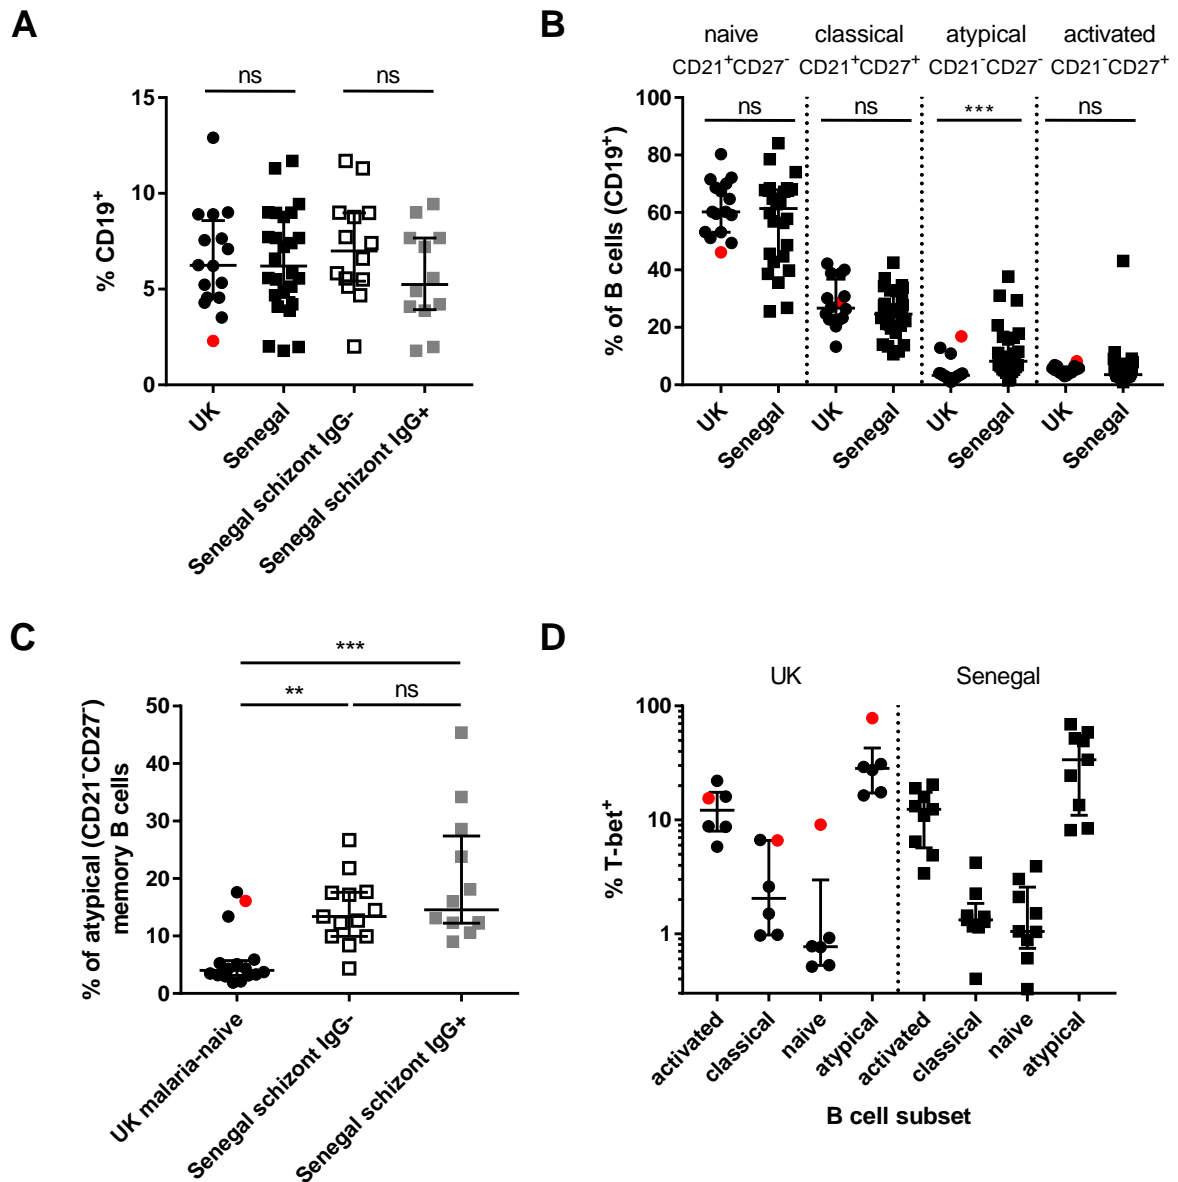 A
ns
ns
15
10
5
0
% CD19+
UK
Senegal
Senegal schizont IgG-
Senegal schizont IgG+
B
naive
classical
atypical
activated
CD21+CD27-
CD21+CD27+
CD21-CD27-
CD21-CD27+
ns
ns
***
ns
100
80
60
40
20
0
% of B cells (CD19+)
UK
Senegal
UK
Senegal
UK
Senegal
UK
Senegal
C
***
**
ns
50
40
30
20
10
0
% of atypical (CD21-CD27-)
memory B cells
UK malaria-naive
Senegal schizont IgG-
Senegal schizont IgG+
D
UK
Senegal
100
10
1
% T-bet+
activated
classical
naive
atypical
activated
classical
naive
atypical
B cell subset